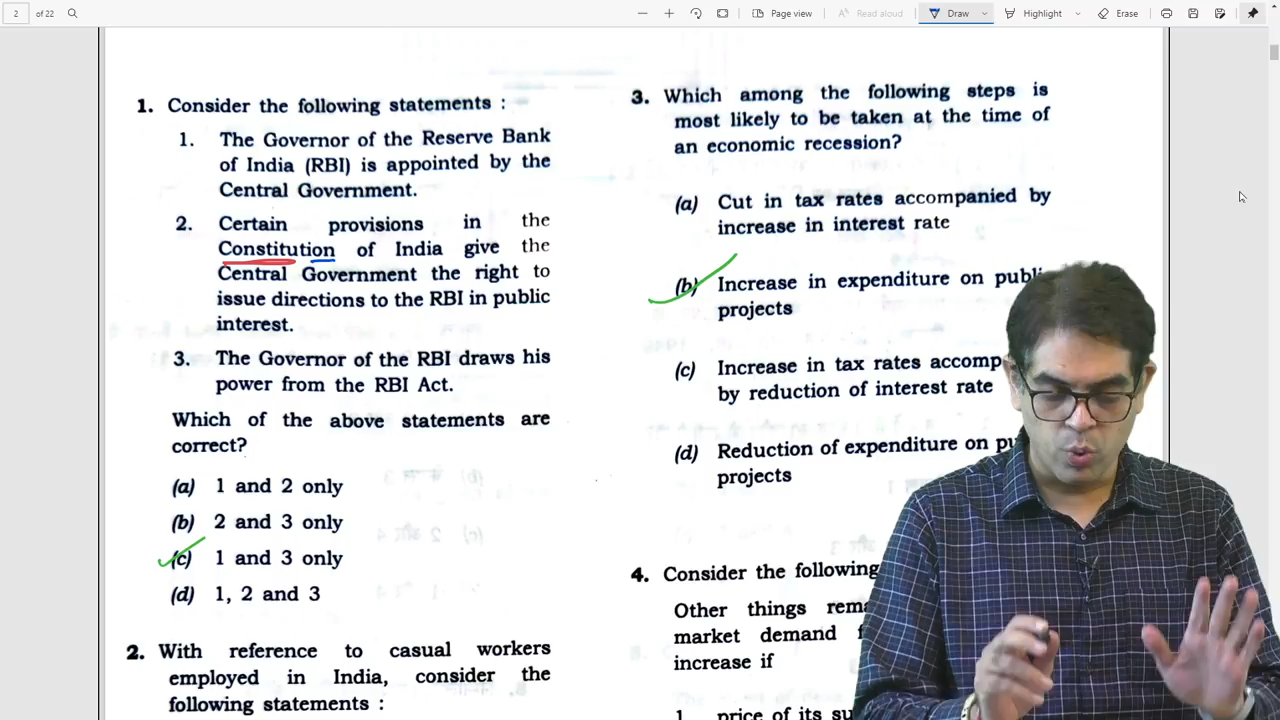 2 of 22
Page view
Read aloud
Draw
Highlight
Erase
1. Consider the following statements :
1. The Governor of the Reserve Bank
of India (RBI) is appointed by the
Central Government.
2. Certain provisions in the
Constitution of India give the
Central Government the right to
issue directions to the RBI in public
interest.
3. The Governor of the RBI draws his
power from the RBI Act.
Which of the above statements are
correct?
(a) 1 and 2 only
(b) 2 and 3 only
(c) 1 and 3 only
(d) 1, 2 and 3
2. With reference to casual workers
employed in India, consider the
following statements :
3. Which among the following steps is
most likely to be taken at the time of
an economic recession?
(a) Cut in tax rates accompanied by
increase in interest rate
(b) Increase in expenditure on publi
projects
(c) Increase in tax rates accomp
by reduction of interest rate
(d) Reduction of expenditure on pu
projects
4. Consider the following
Other things rema
market demand f
increase if
1. price of its su